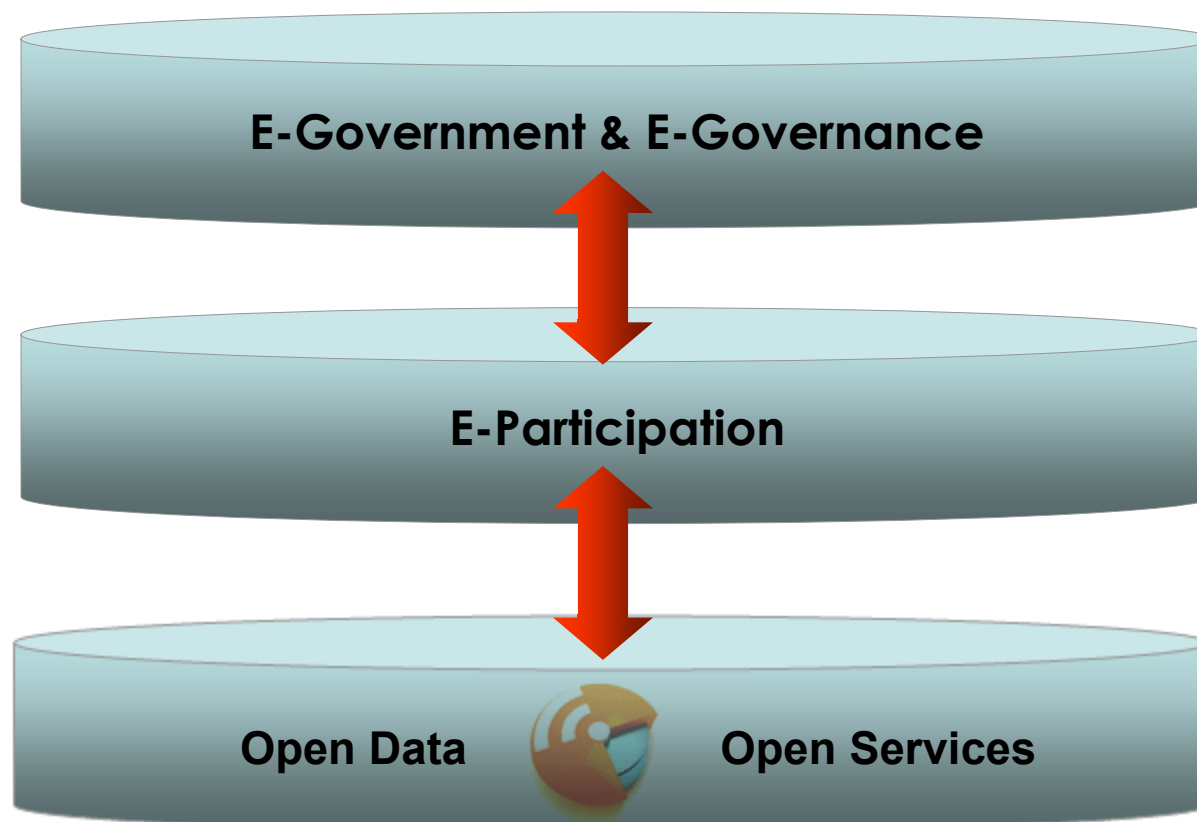 E-Government & E-Governance
E-Participation
Open Data Open Services